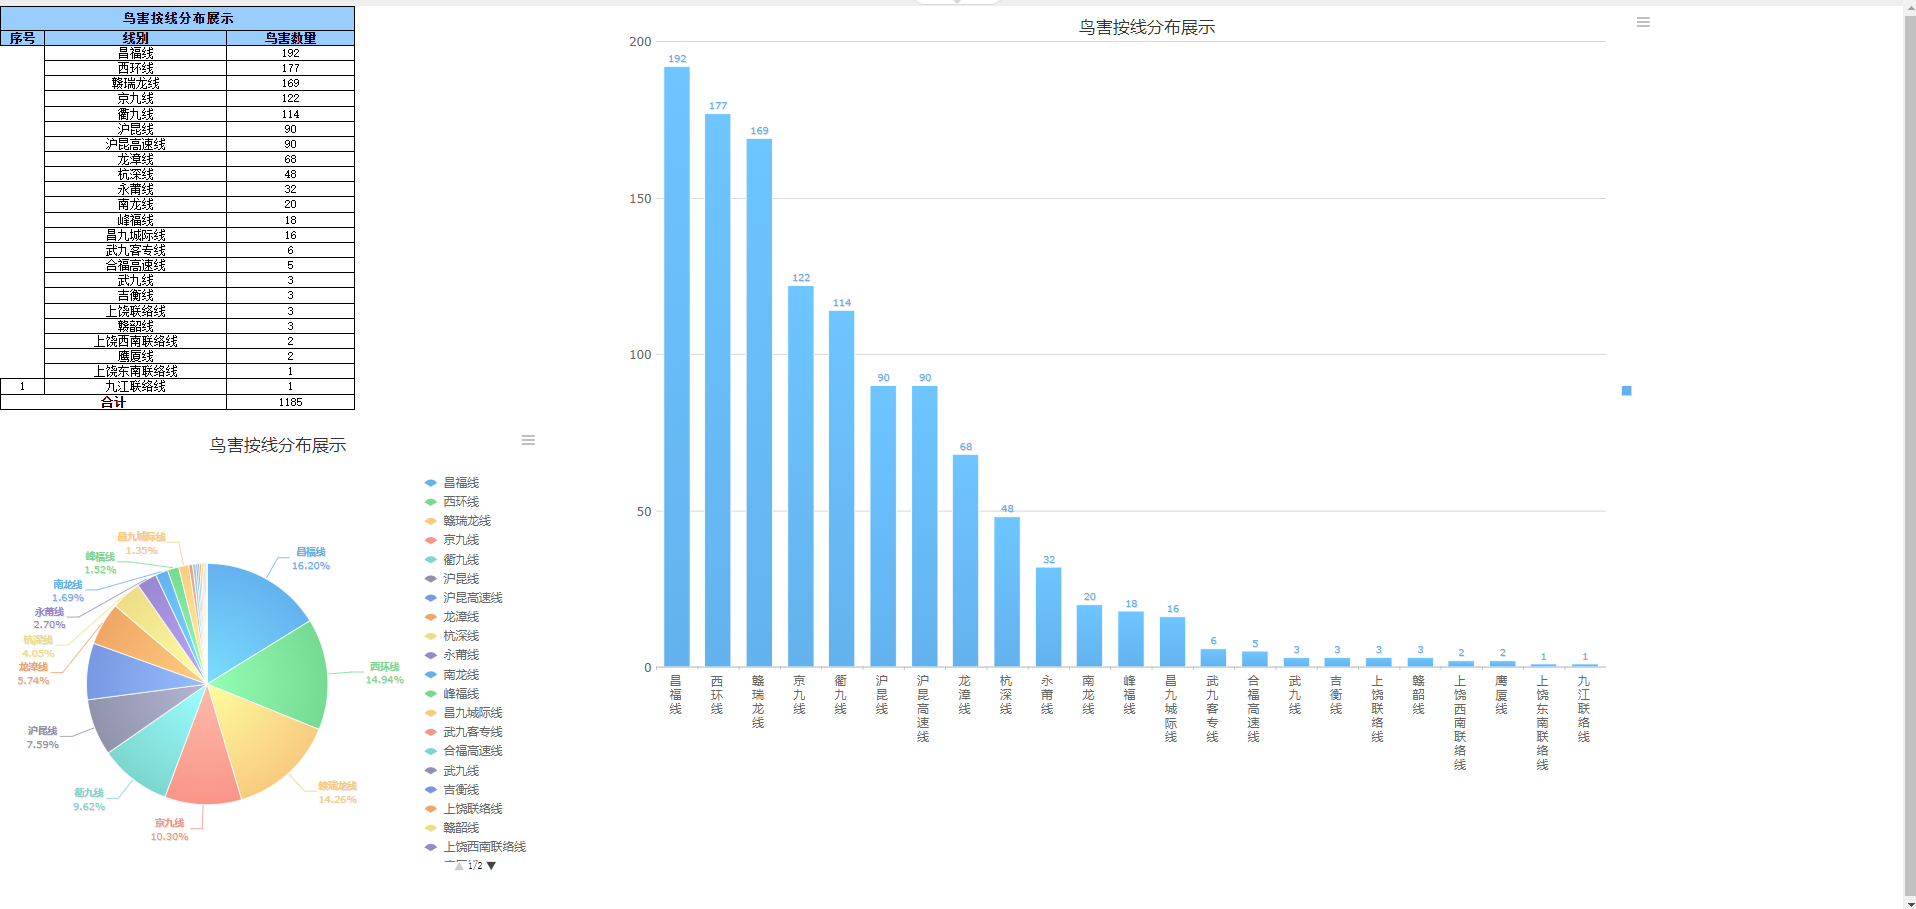 鸟害按线分布展示
序号 线别 鸟害数量
昌福线 192
西环线 177
赣瑞龙线 169
京九线 122
衢九线 114
沪昆线 90
沪昆高速线 90
龙漳线 68
杭深线 48
永莆线 32
南龙线 20
峰福线 18
昌九城际线 16
武九客专线 6
合福高速线 5
武九线 3
吉衡线 3
上饶联络线 3
赣韶线 3
上饶西南联络线 2
鹰厦线 2
上饶东南联络线 1
1 九江联络线 1
合计 1185
鸟害按线分布展示
昌福线
16.20%
西环线
14.94%
赣瑞龙线
14.26%
京九线
10.30%
衢九线
9.62%
沪昆线
7.59%
龙漳线
5.74%
杭深线
4.05%
永莆线
2.70%
南龙线
1.69%
峰福线
1.52%
昌九城际线
1.35%
昌福线
西环线
赣瑞龙线
京九线
衢九线
沪昆线
沪昆高速线
龙漳线
杭深线
永莆线
南龙线
峰福线
昌九城际线
武九客专线
合福高速线
武九线
吉衡线
上饶联络线
赣韶线
上饶西南联络线
1/2
鸟害按线分布展示
200
150
100
50
0
192
177
169
122
114
90
90
68
48
32
20
18
16
6
5
3
3
3
3
2
2
1
1
昌福线
西环线
赣瑞龙线
京九线
衢九线
沪昆线
沪昆高速线
龙漳线
杭深线
永莆线
南龙线
峰福线
昌九城际线
武九客专线
合福高速线
武九线
吉衡线
上饶联络线
赣韶线
上饶西南联络线
鹰厦线
上饶东南联络线
九江联络线